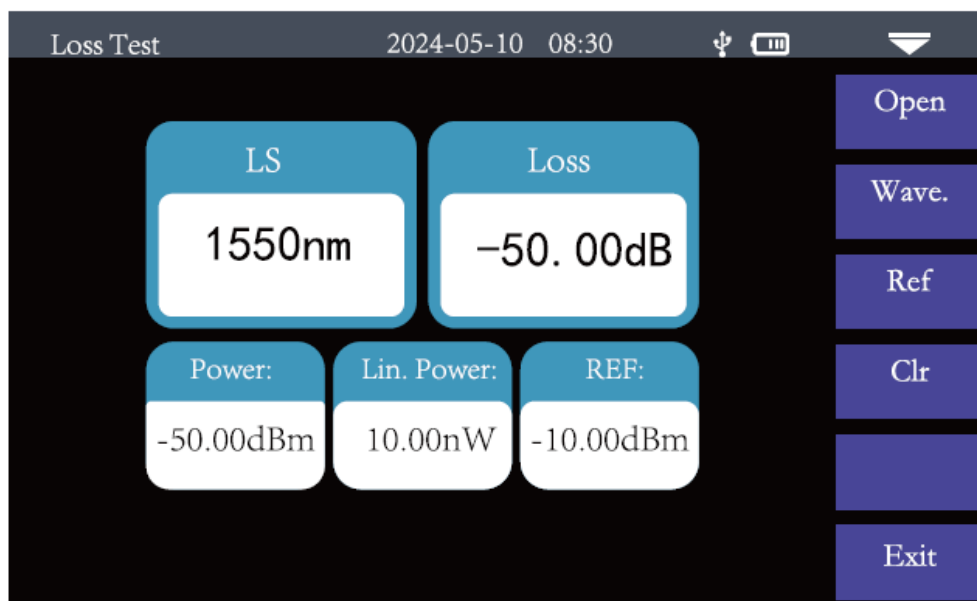 Loss Test 2024-05-10 08:30
Open
LS Loss
Wave.
1550nm -50.00dB
Ref
Power: Lin. Power: REF:
Clr
-50.00dBm 10.00nW -10.00dBm
Exit